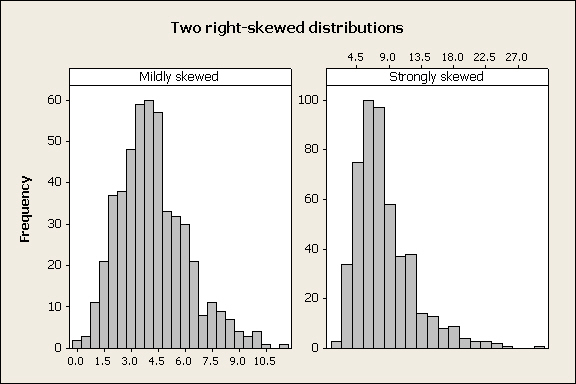 Two right-skewed distributions
4.5 9.0 13.5 18.0 22.5 27.0
Mildly skewed
Strongly skewed
Frequency
60
50
40
30
20
10
0
100
80
60
40
20
0
0.0 1.5 3.0 4.5 6.0 7.5 9.0 10.5